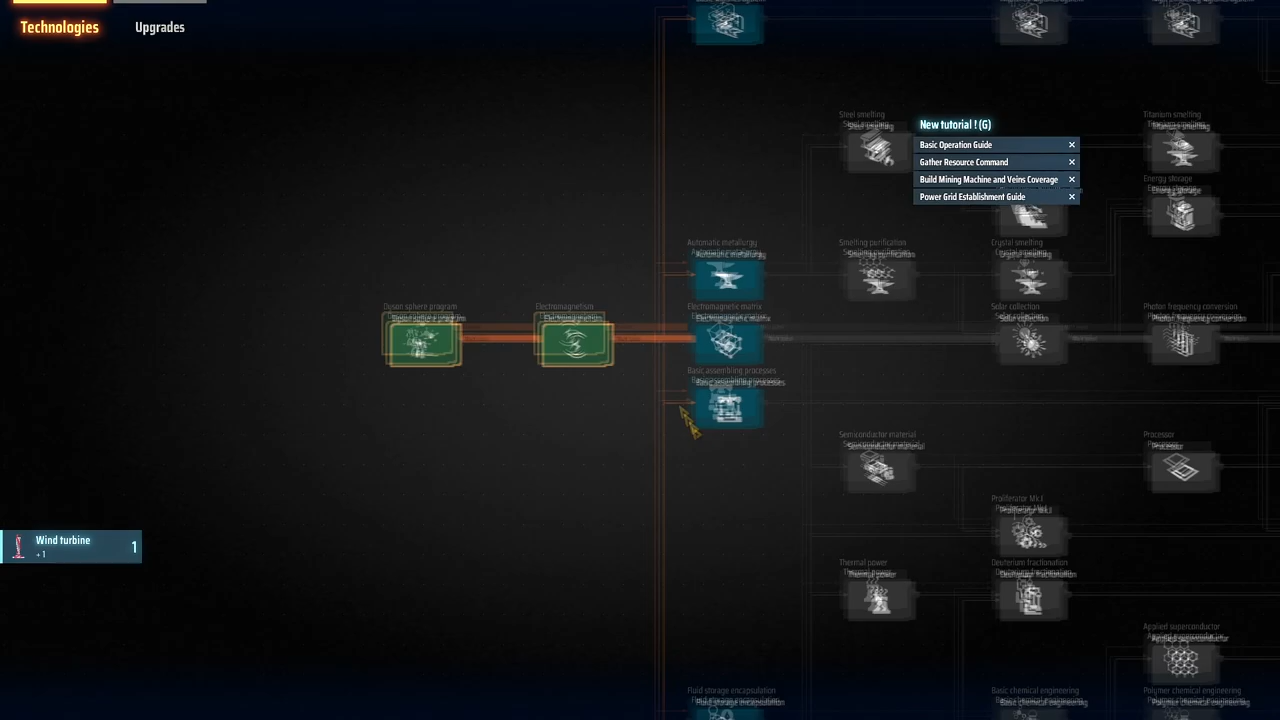 Technologies
Upgrades
Steel smelting
New tutorial ! (G)
Titanium smelting
Basic Operation Guide
Gather Resource Command
Build Mining Machine and Veins Coverage
Energy storage
Power Grid Establishment Guide
Automatic metallurgy
Smelting purification
Crystal smelting
Dyson sphere program
Electromagnetism
Electromagnetic matrix
Solar collection
Photon frequency conversion
Basic assembling processes
Semiconductor material
Processor
Proliferator Mk.I
Wind turbine
+ 1
1
Thermal power
Deuterium fractionation
Applied superconductor
Fluid storage encapsulation
Basic chemical engineering
Polymer chemical engineering